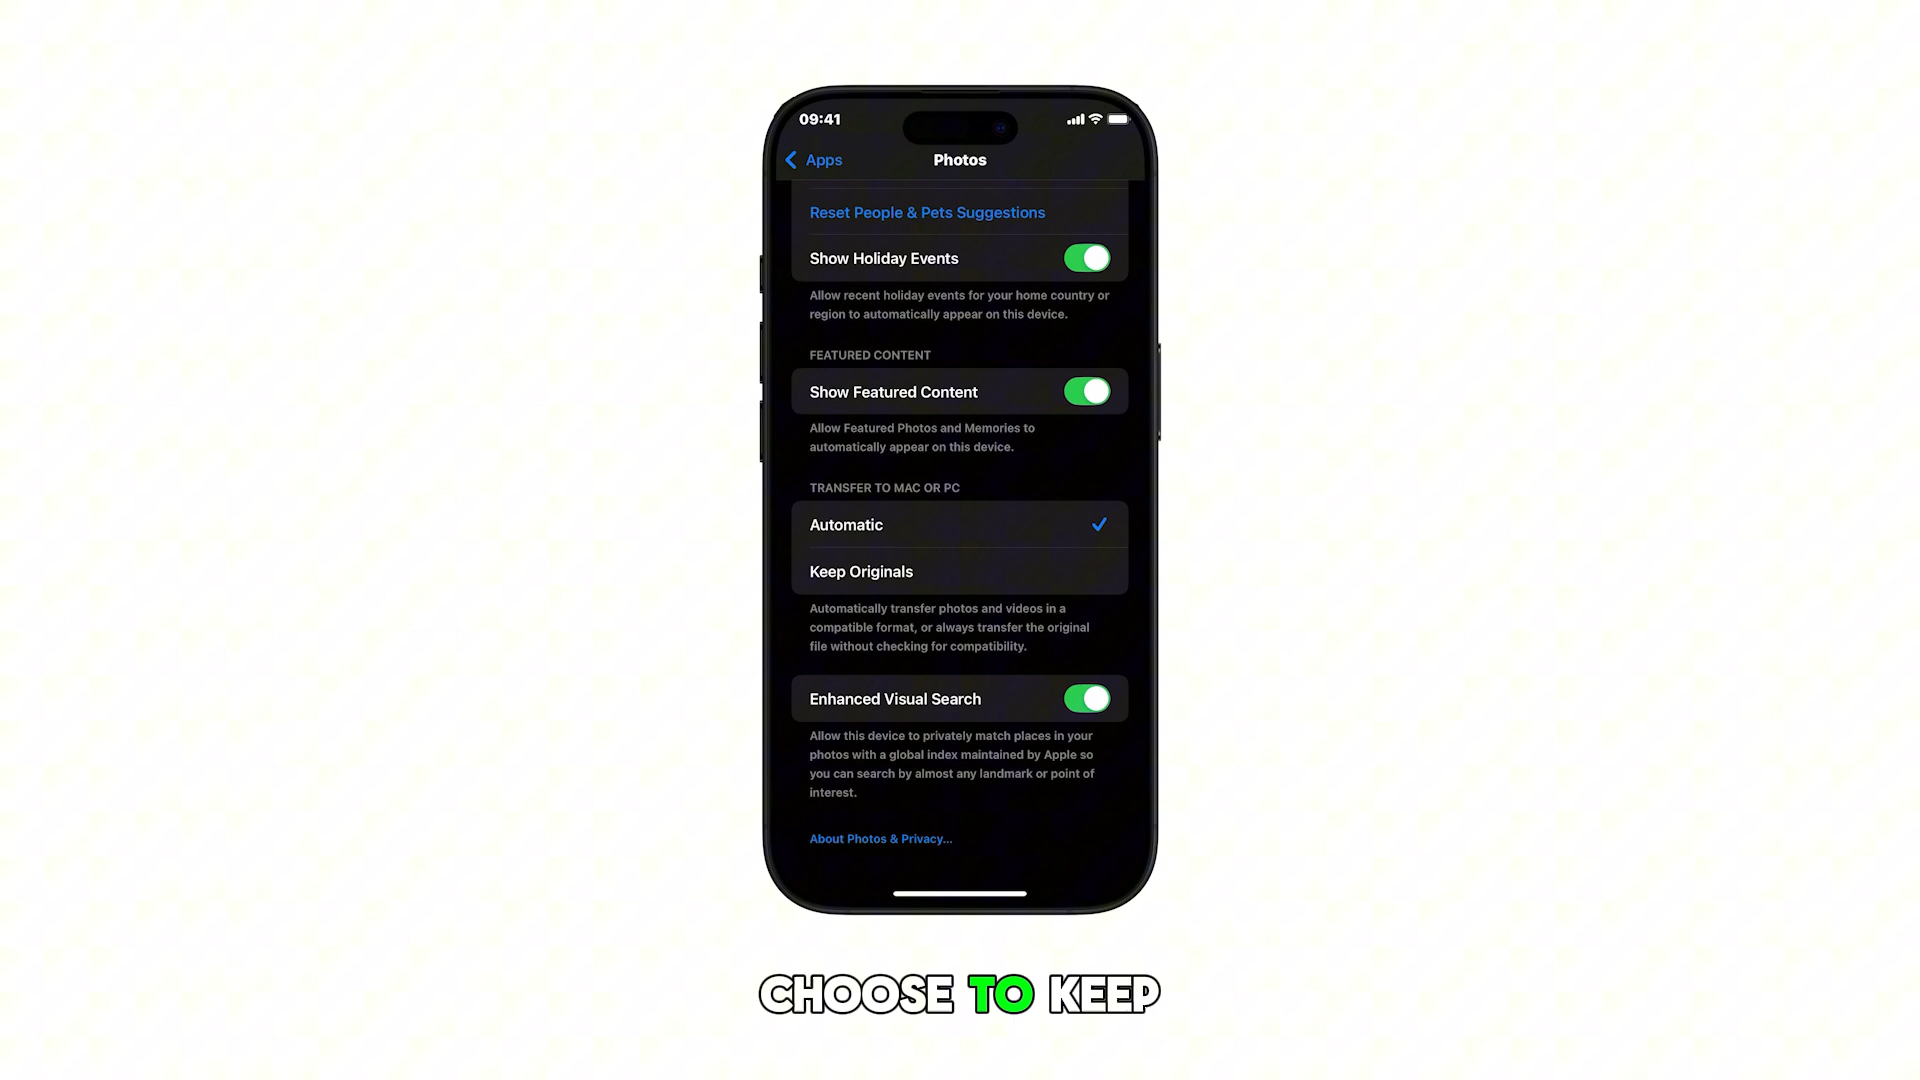 09:41
Apps
Photos
Reset People & Pets Suggestions
Show Holiday Events
Allow recent holiday events for your home country or
region to automatically appear on this device.
FEATURED CONTENT
Show Featured Content
Allow Featured Photos and Memories to
automatically appear on this device.
TRANSFER TO MAC OR PC
Automatic
Keep Originals
Automatically transfer photos and videos in a
compatible format, or always transfer the original
file without checking for compatibility.
Enhanced Visual Search
Allow this device to privately match places in your
photos with a global index maintained by Apple so
you can search by almost any landmark or point of
interest.
About Photos & Privacy...
CHOOSE TO KEEP